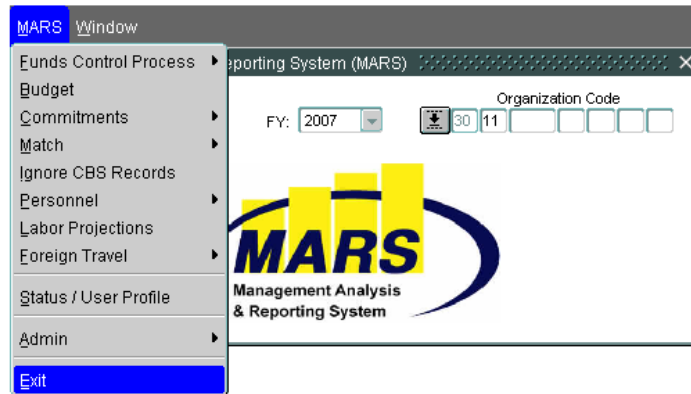 MARS Window
Funds Control Process
eporting System (MARS)
Budget
Commitments
Match
Ignore CBS Records
Personnel
Labor Projections
Foreign Travel
Status / User Profile
Admin
Exit
Organization Code
FY: 2007
30 11
MARS
Management Analysis
& Reporting System